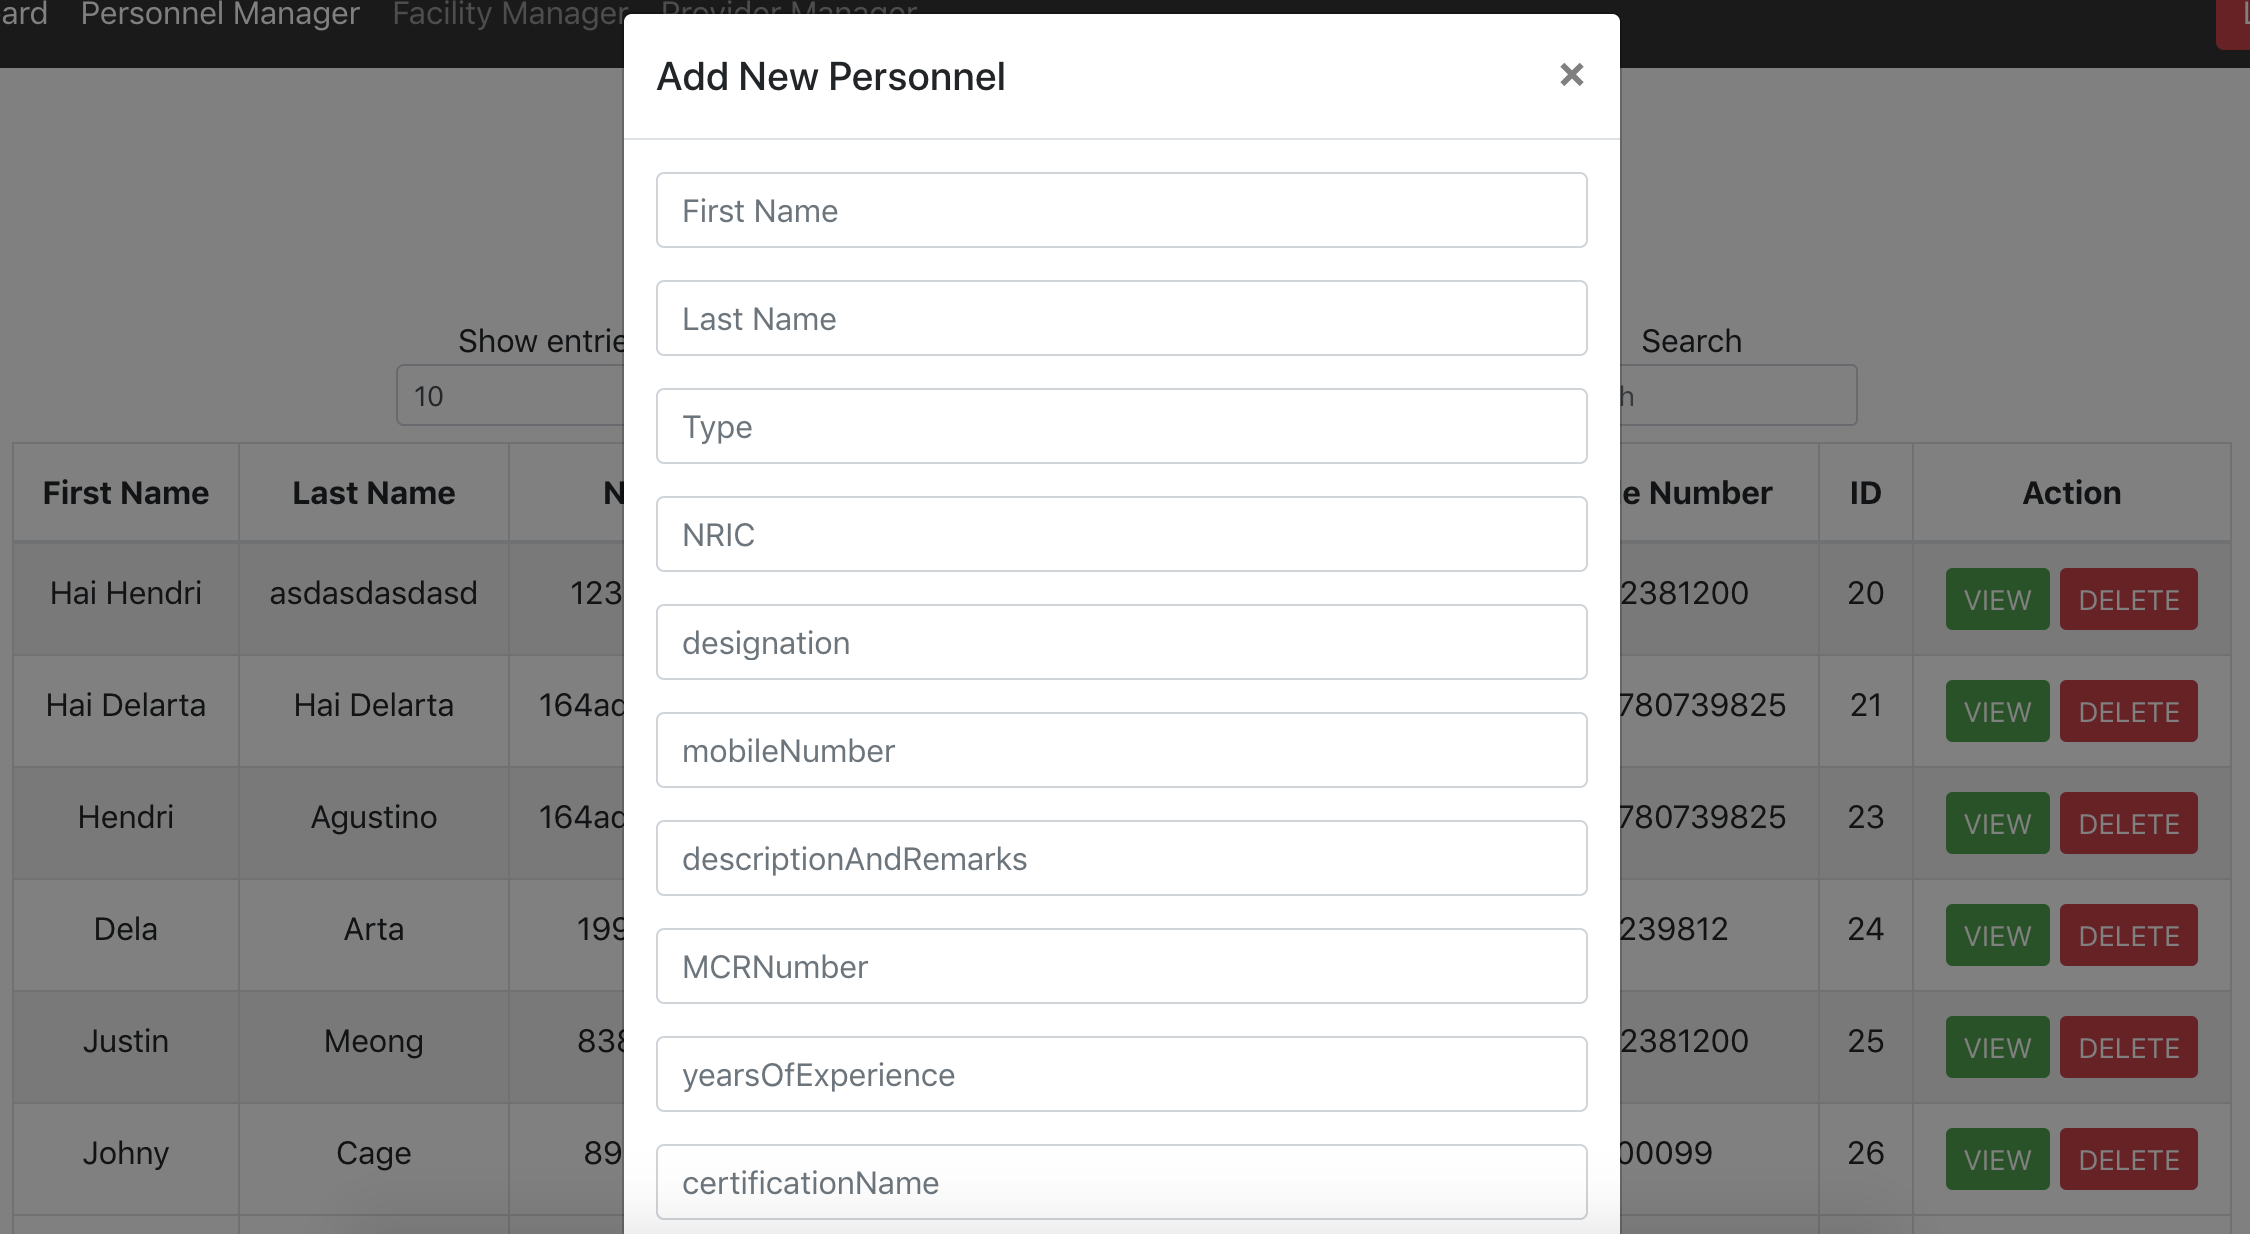 ard Personnel Manager Facility Manager Provider Manager
Add New Personnel
First Name
Last Name
Type
NRIC
designation
mobileNumber
descriptionAndRemarks
MCRNumber
yearsOfExperience
certificationName
Show entrie
10
Search
h
First Name Last Name N e Number ID Action
Hai Hendri asdasdasdasd 123 2381200 20 VIEW DELETE
Hai Delarta Hai Delarta 164ad 780739825 21 VIEW DELETE
Hendri Agustino 164ad 780739825 23 VIEW DELETE
Dela Arta 199 239812 24 VIEW DELETE
Justin Meong 838 2381200 25 VIEW DELETE
Johny Cage 89 00099 26 VIEW DELETE